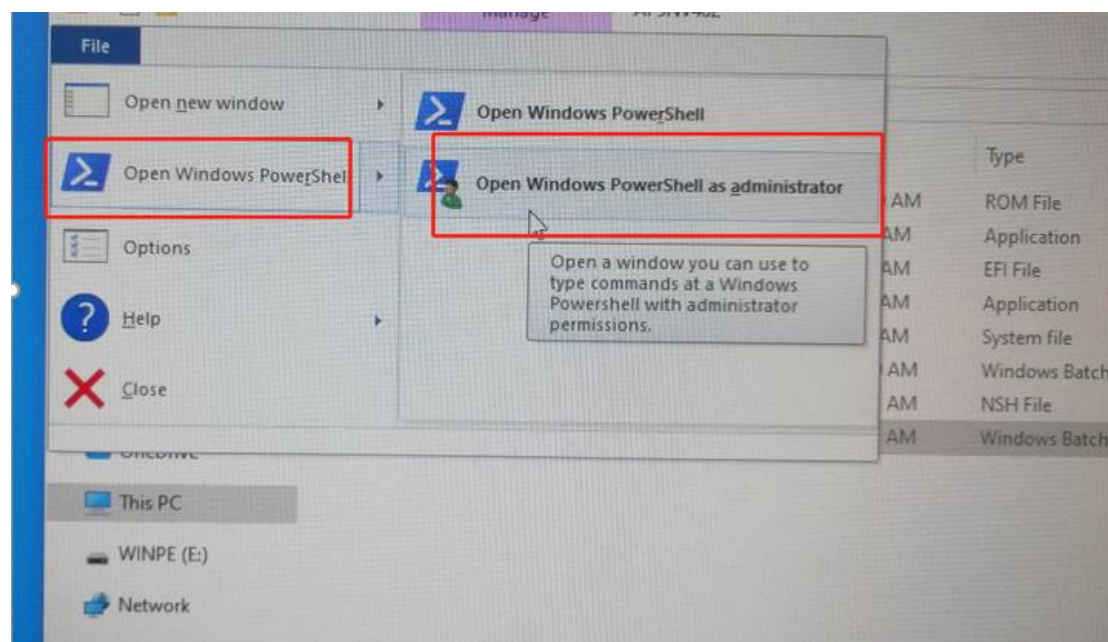 Manage
File
Open new window
Open Windows PowerShell
Open Windows PowerShell as administrator
Type
Open Windows PowerShel
AM
ROM File
AM
Application
Options
Open a window you can use to
type commands at a Windows
Powershell with administrator
permissions.
AM
EFI File
AM
Application
Help
AM
System file
AM
Windows Batch
Close
AM
NSH File
AM
Windows Batch
OneDrive
This PC
WINPE (E:)
Network